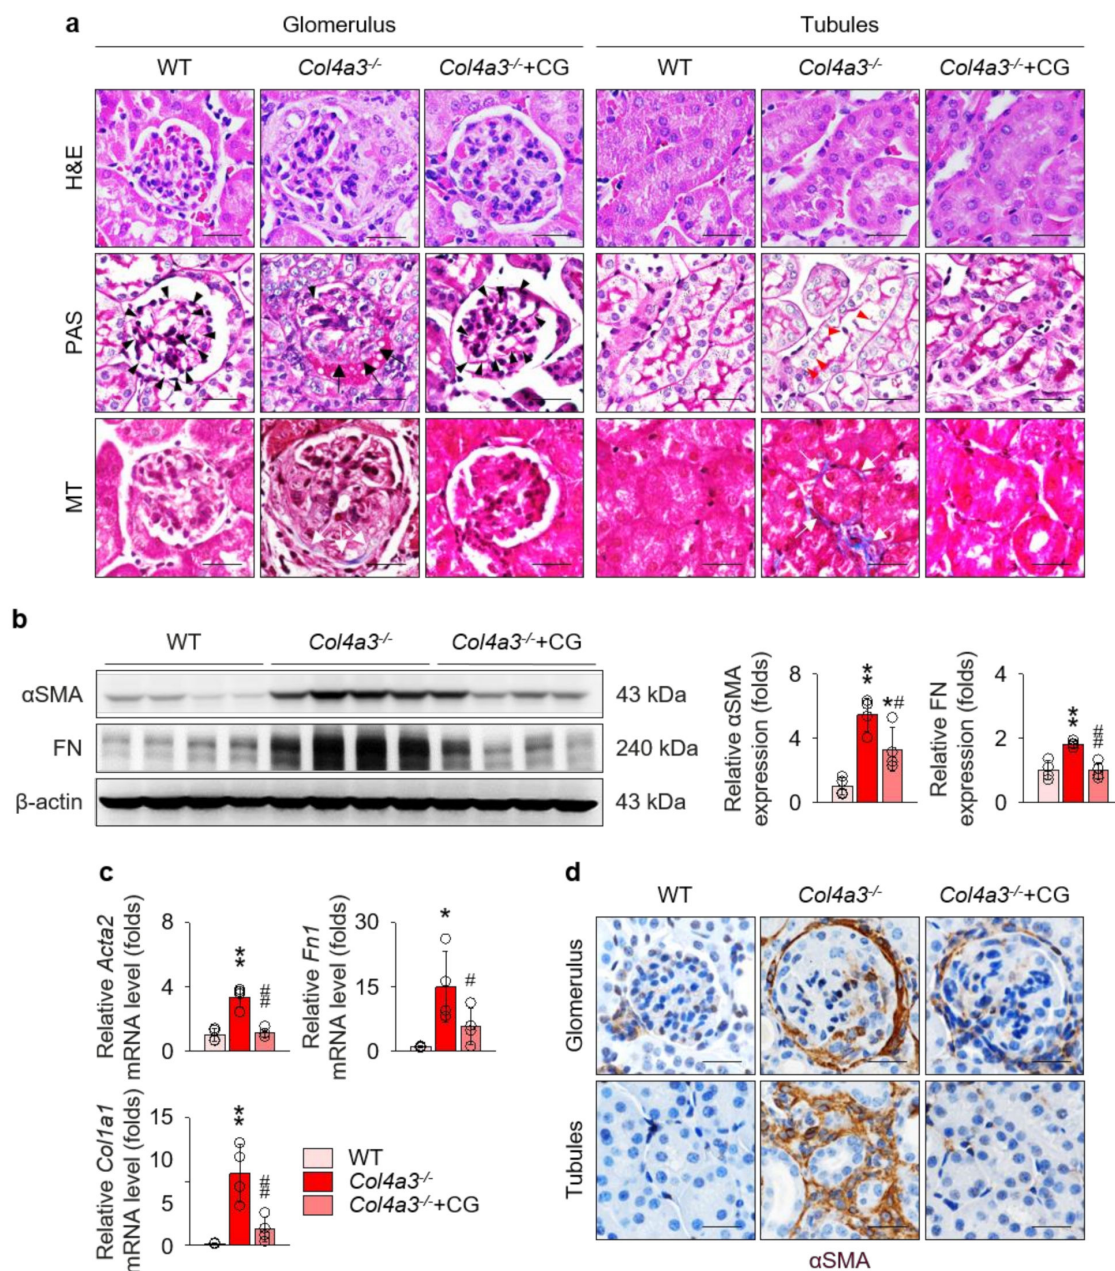 a
Glomerulus Tubules
WT Col4a3-/- Col4a3-/-+CG WT Col4a3-/- Col4a3-/-+CG
H&E
PAS
MT
b
WT Col4a3-/- Col4a3-/-+CG
αSMA 43 kDa
FN 240 kDa
β-actin 43 kDa
Relative αSMA
expression (folds)
8
4
0
**
*#
Relative FN
expression (folds)
4
2
0
**
##
c
Relative Acta2
mRNA level (folds)
8
4
0
**
##
Relative Fn1
mRNA level (folds)
30
15
0
*
#
Relative Col1a1
mRNA level (folds)
15
10
5
0
**
##
WT
Col4a3-/-
Col4a3-/-+CG
d
WT Col4a3-/- Col4a3-/-+CG
Glomerulus
Tubules
αSMA